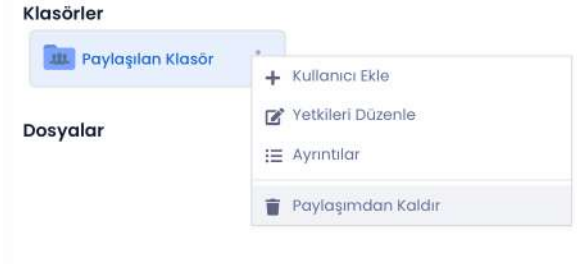 Klasörler
Paylaşılan Klasör
Kullanıcı Ekle
Yetkileri Düzenle
Ayrıntılar
Dosyalar
Paylaşımdan Kaldır